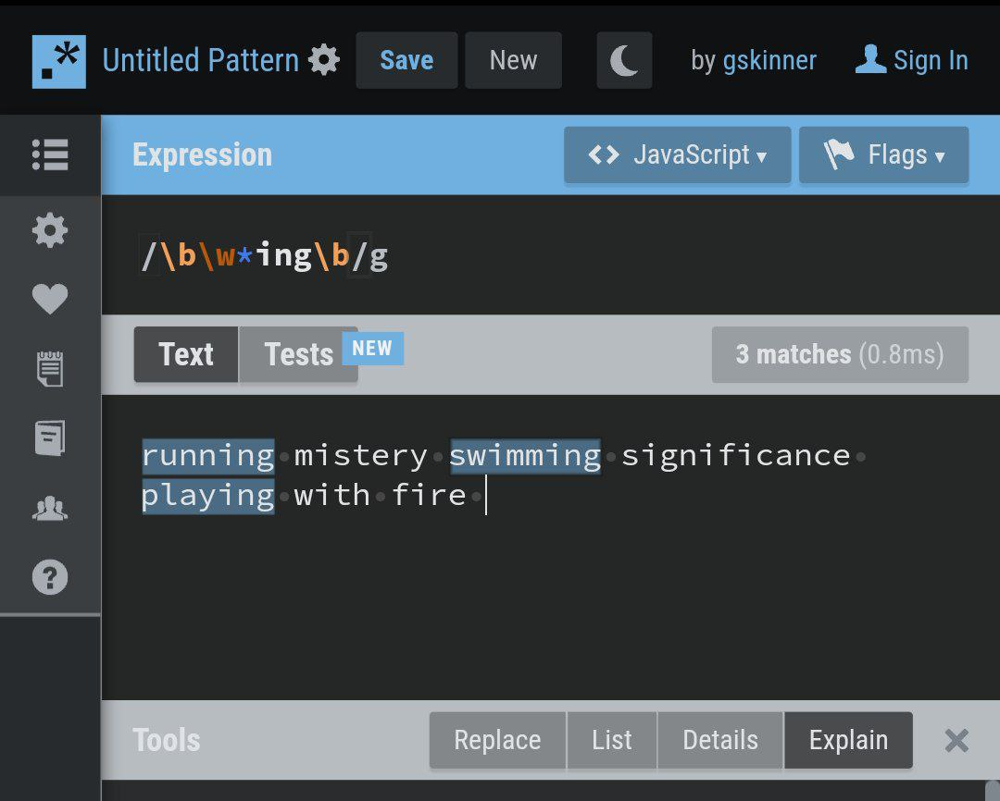 .* Untitled Pattern Save New by gskinner Sign In
Expression <> JavaScript ▾ Flags ▾
/\b\w*ing\b/g
Text Tests NEW 3 matches (0.8ms)
running·mistery·swimming·significance·
playing·with·fire·
Tools Replace List Details Explain ×